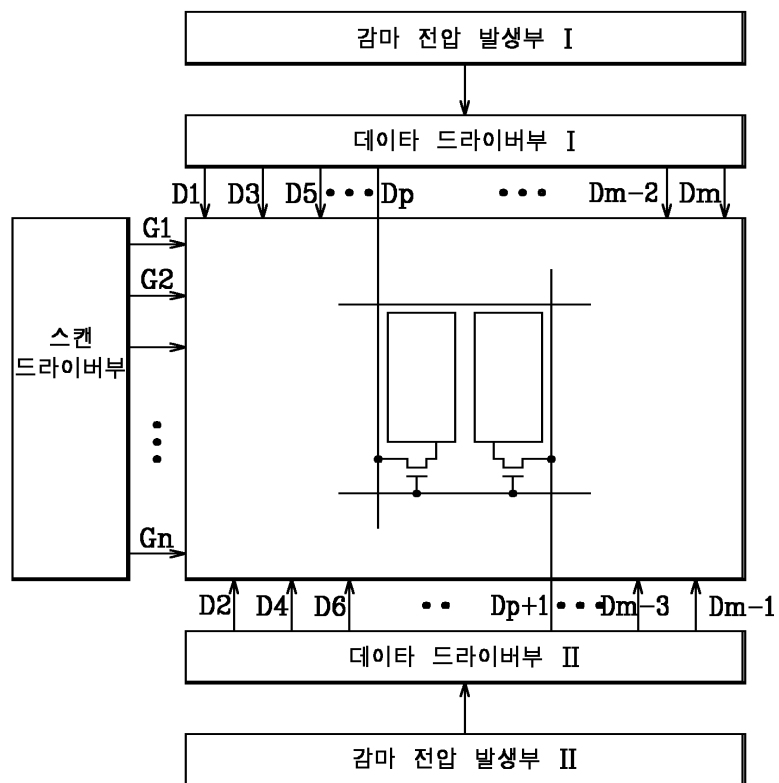 감마 전압 발생부 Ⅰ
데이타 드라이버부 Ⅰ
D1 D3 D5 ••• Dp ••• Dm-2 Dm
G1
G2
스캔
드라이버부
Gn
D2 D4 D6 •• Dp+1 ••• Dm-3 Dm-1
데이타 드라이버부 Ⅱ
감마 전압 발생부 Ⅱ